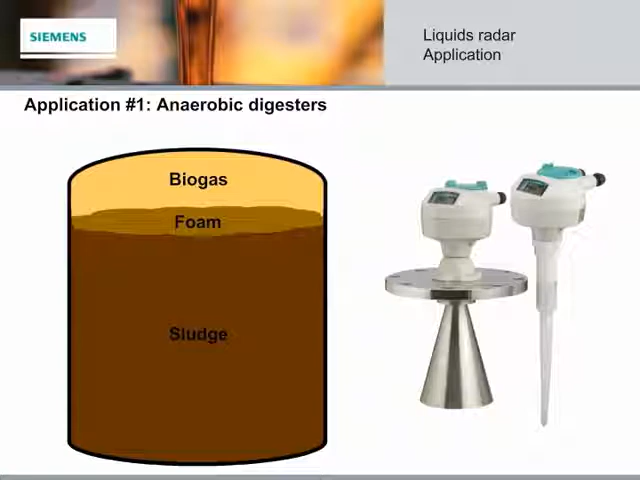 SIEMENS
Liquids radar
Application
Application #1: Anaerobic digesters
Biogas
Foam
Sludge